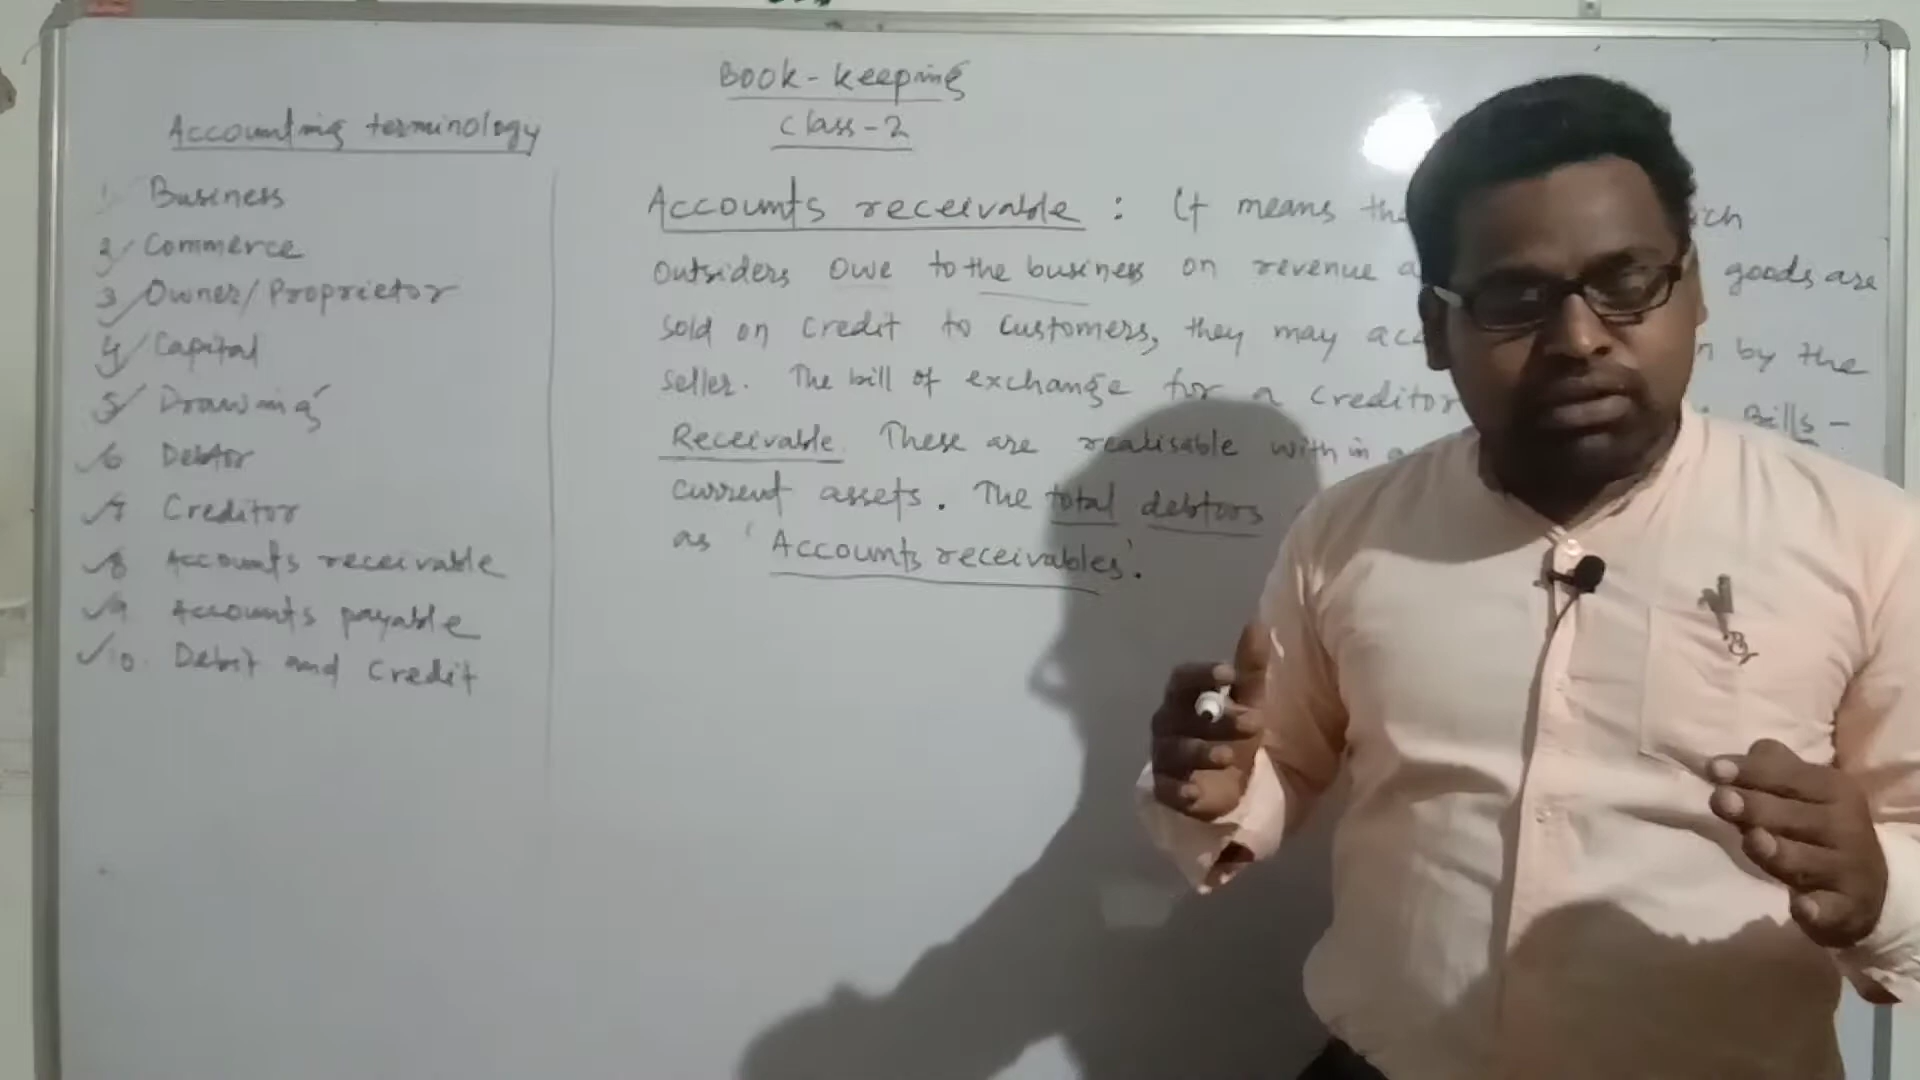 Book-keeping
Class-2
Accounting terminology
1. Business
2 Commerce
3 Owner/Proprietor
4 Capital
5 Drawing
6 Debtor
7 Creditor
8 Accounts receivable
9 Accounts payable
10. Debit and Credit
Accounts receivable : It means the
outsiders owe to the business on revenue goods are
sold on credit to customers, they may by the
seller. The bill of exchange for a creditor Bills -
Receivable. These are realisable with in
current assets. The total debtors
as 'Accounts receivables'.